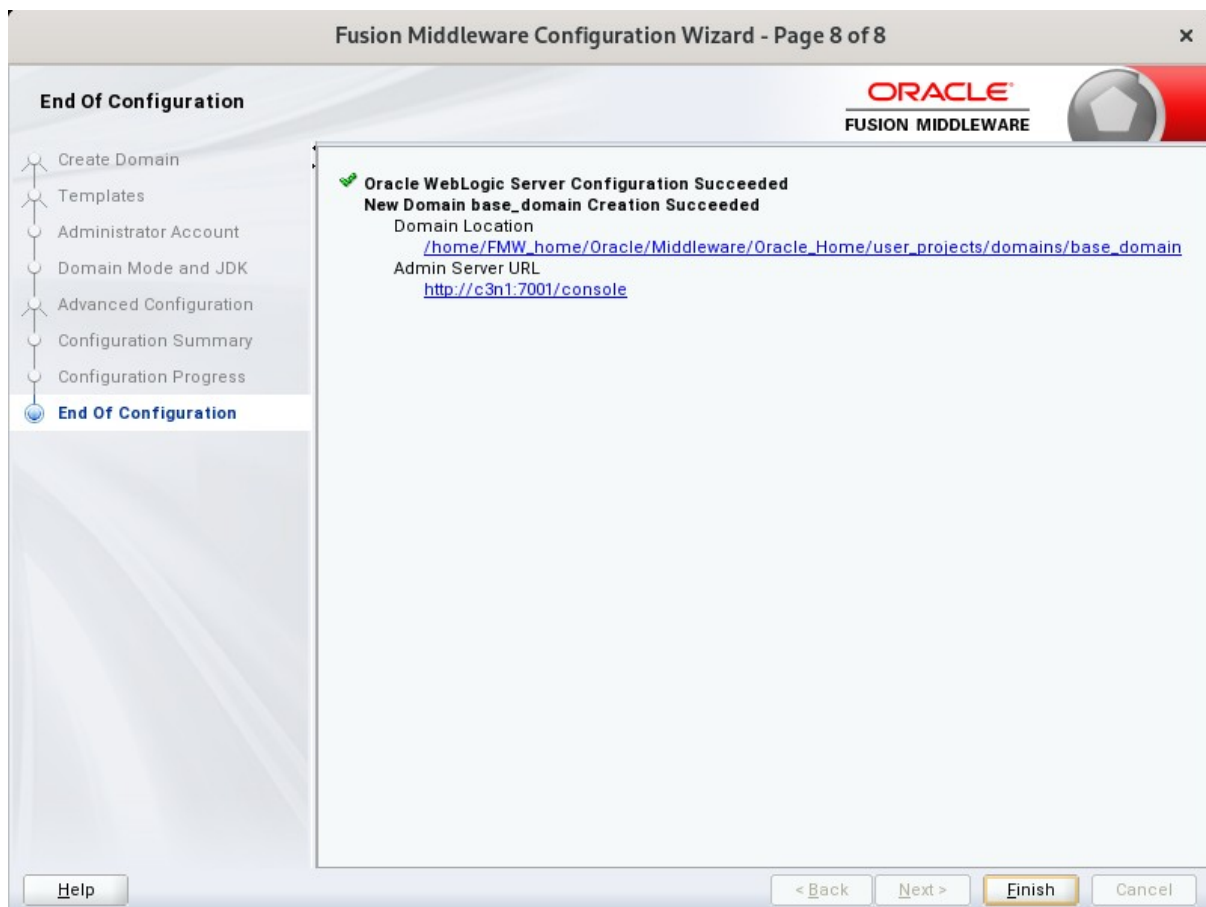 Fusion Middleware Configuration Wizard - Page 8 of 8
×
End Of Configuration
ORACLE
FUSION MIDDLEWARE
Create Domain
Templates
Administrator Account
Domain Mode and JDK
Advanced Configuration
Configuration Summary
Configuration Progress
End Of Configuration
Oracle WebLogic Server Configuration Succeeded
New Domain base_domain Creation Succeeded
Domain Location
/home/FMW_home/Oracle/Middleware/Oracle_Home/user_projects/domains/base_domain
Admin Server URL
http://c3n1:7001/console
Help
< Back
Next >
Finish
Cancel